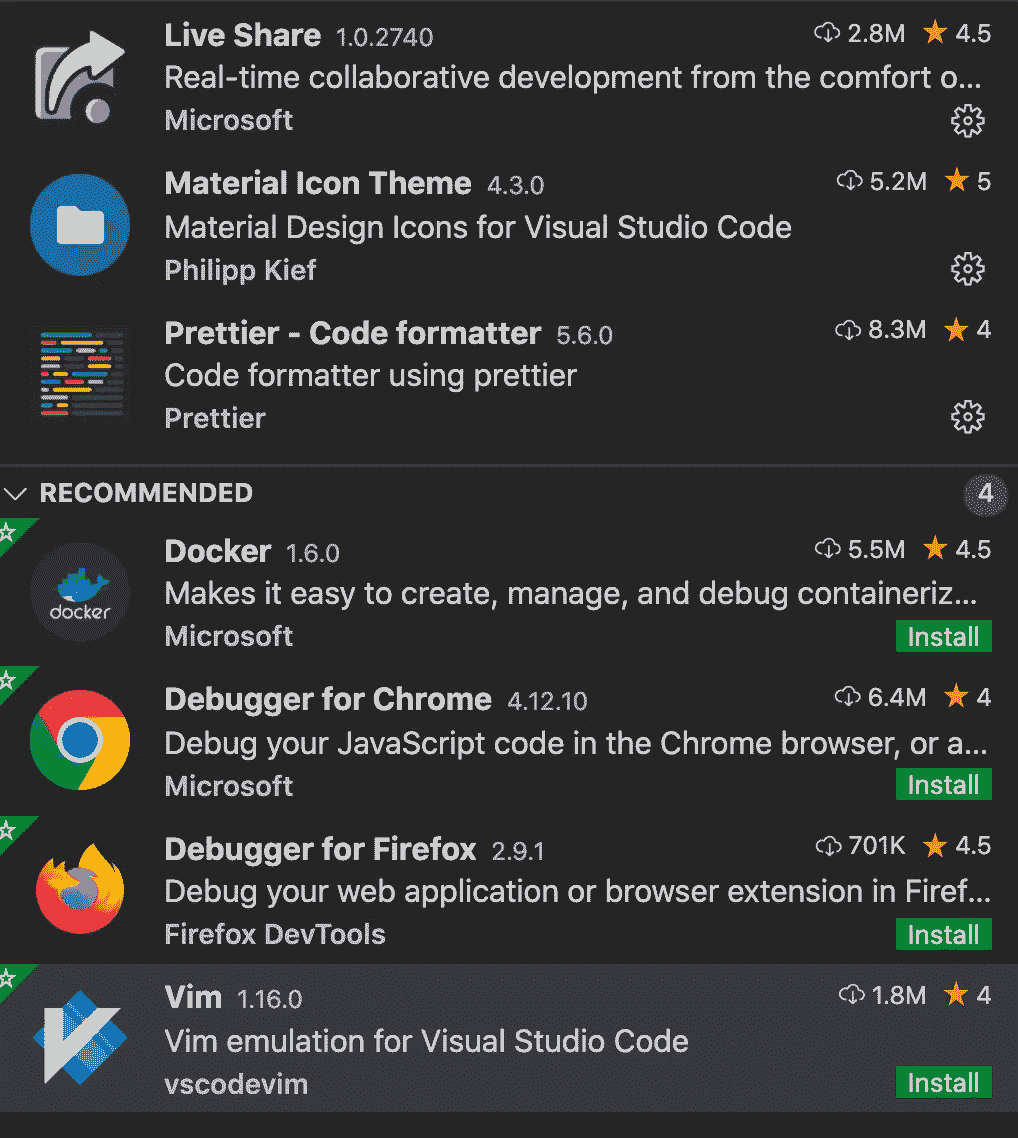 Live Share 1.0.2740 2.8M 4.5
Real-time collaborative development from the comfort o...
Microsoft
Material Icon Theme 4.3.0 5.2M 5
Material Design Icons for Visual Studio Code
Philipp Kief
Prettier - Code formatter 5.6.0 8.3M 4
Code formatter using prettier
Prettier
RECOMMENDED 4
Docker 1.6.0 5.5M 4.5
docker
Makes it easy to create, manage, and debug containeriz...
Microsoft Install
Debugger for Chrome 4.12.10 6.4M 4
Debug your JavaScript code in the Chrome browser, or a...
Microsoft Install
Debugger for Firefox 2.9.1 701K 4.5
Debug your web application or browser extension in Firef...
Firefox DevTools Install
Vim 1.16.0 1.8M 4
Vim emulation for Visual Studio Code
vscodevim Install